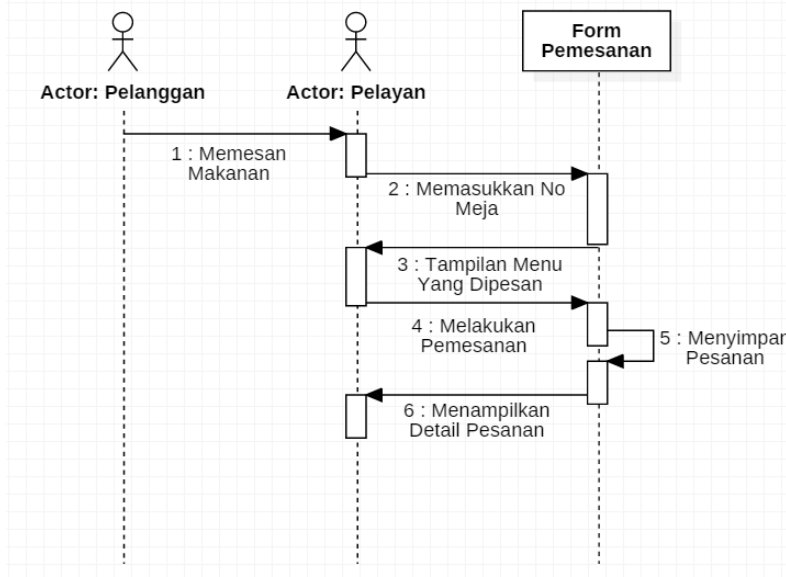 Form
Pemesanan
Actor: Pelanggan
Actor: Pelayan
1 : Memesan
Makanan
2 : Memasukkan No
Meja
3 : Tampilan Menu
Yang Dipesan
4 : Melakukan
Pemesanan
5 : Menyimpan
Pesanan
6 : Menampilkan
Detail Pesanan